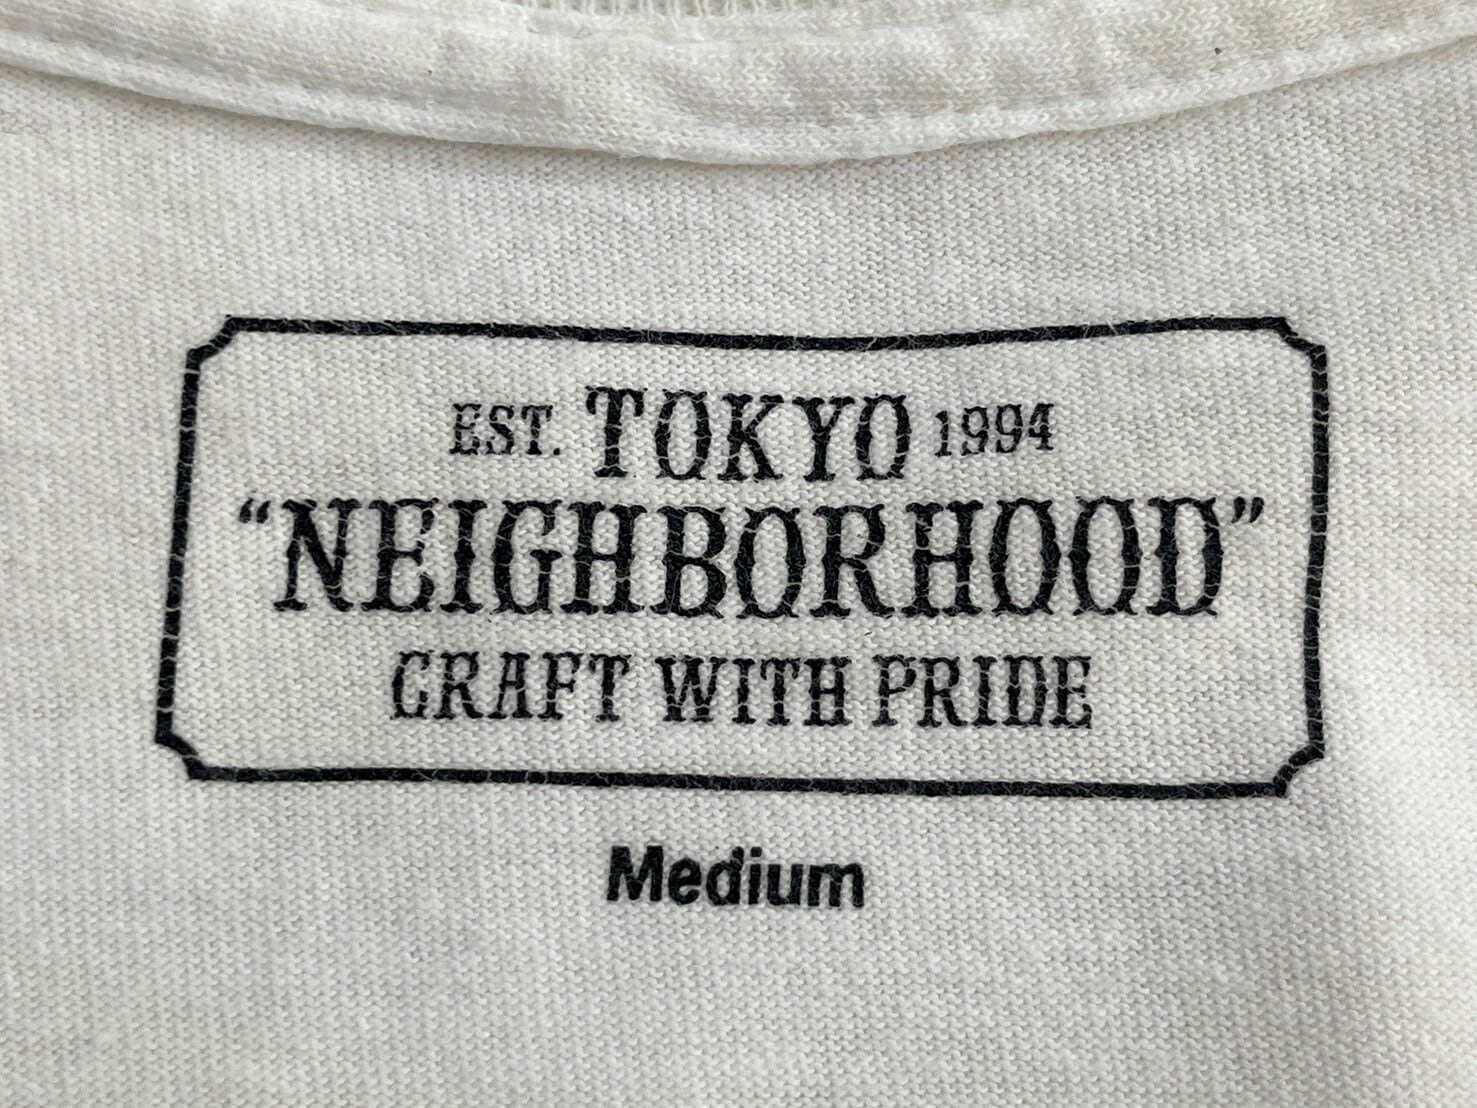 EST. TOKYO 1994
“NEIGHBORHOOD”
CRAFT WITH PRIDE
Medium